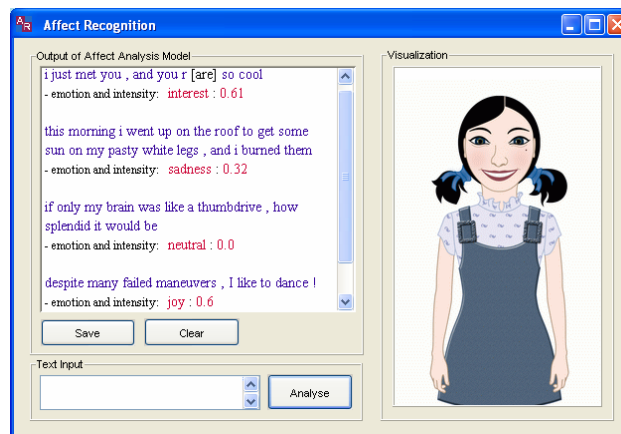 AR Affect Recognition
Output of Affect Analysis Model
i just met you , and you r [are] so cool
- emotion and intensity: interest : 0.61
this morning i went up on the roof to get some
sun on my pasty white legs , and i burned them
- emotion and intensity: sadness : 0.32
if only my brain was like a thumbdrive , how
splendid it would be
- emotion and intensity: neutral : 0.0
despite many failed maneuvers , I like to dance !
- emotion and intensity: joy : 0.6
Save Clear
Text Input
Analyse
Visualization